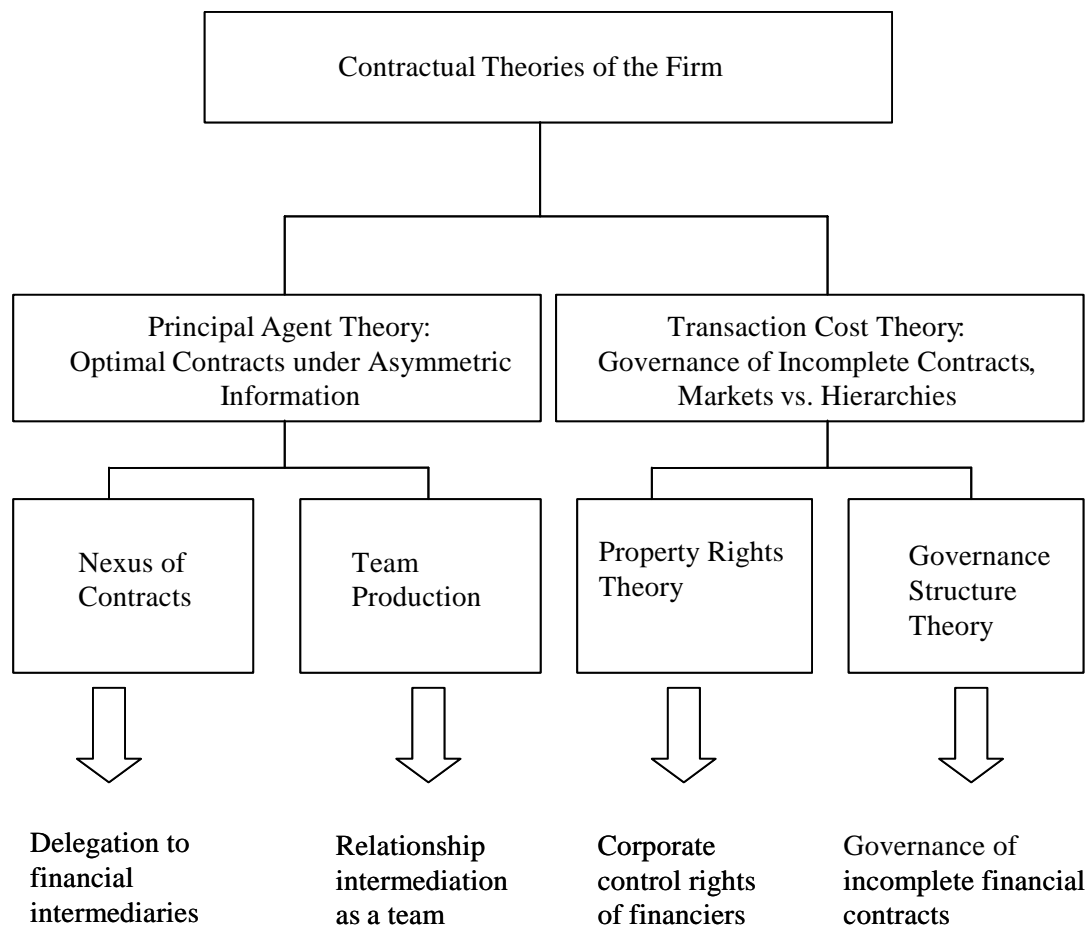 Contractual Theories of the Firm
Principal Agent Theory:
Optimal Contracts under Asymmetric
Information
Transaction Cost Theory:
Governance of Incomplete Contracts,
Markets vs. Hierarchies
Nexus of
Contracts
Team
Production
Property Rights
Theory
Governance
Structure
Theory
Delegation to
financial
intermediaries
Relationship
intermediation
as a team
Corporate
control rights
of financiers
Governance of
incomplete financial
contracts